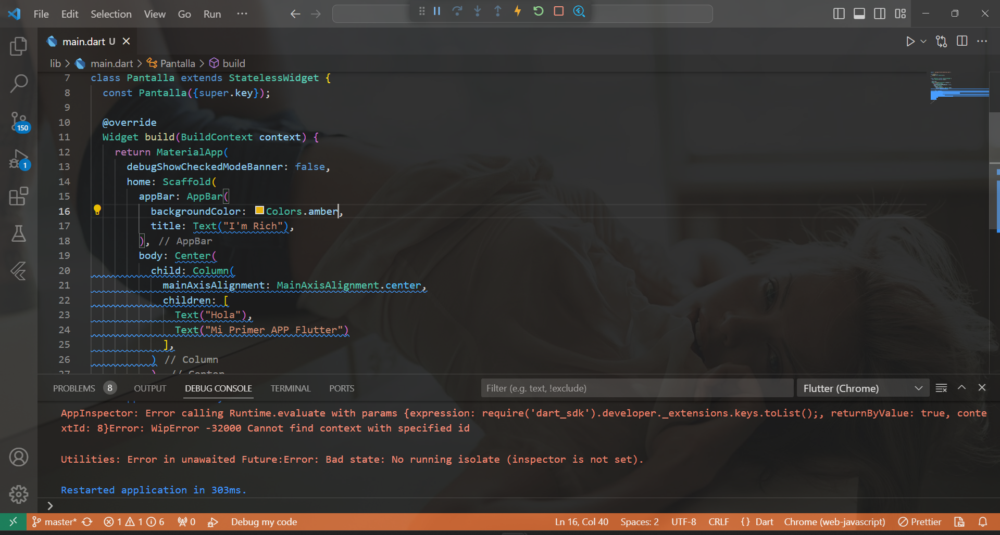 File Edit Selection View Go Run ···
main.dart U
lib > main.dart > Pantalla > build
7 class Pantalla extends StatelessWidget {
8 const Pantalla({super.key});
9
10 @override
11 Widget build(BuildContext context) {
12 return MaterialApp(
13 debugShowCheckedModeBanner: false,
14 home: Scaffold(
15 appBar: AppBar(
16 backgroundColor: Colors.amber,
17 title: Text("I'm Rich"),
18 ), // AppBar
19 body: Center(
20 child: Column(
21 mainAxisAlignment: MainAxisAlignment.center,
22 children: [
23 Text("Hola"),
24 Text("Mi Primer APP Flutter")
25 ],
26 ) // Column
27 ) // Center
150
1
PROBLEMS 8 OUTPUT DEBUG CONSOLE TERMINAL PORTS Filter (e.g. text, !exclude) Flutter (Chrome)
AppInspector: Error calling Runtime.evaluate with params {expression: require('dart_sdk').developer._extensions.keys.toList();, returnByValue: true, conte
xtId: 8}Error: WipError -32000 Cannot find context with specified id
Utilities: Error in unawaited Future:Error: Bad state: No running isolate (inspector is not set).
Restarted application in 303ms.
>
master* 1 1 6 0 Debug my code Ln 16, Col 40 Spaces: 2 UTF-8 CRLF {} Dart Chrome (web-javascript) Prettier